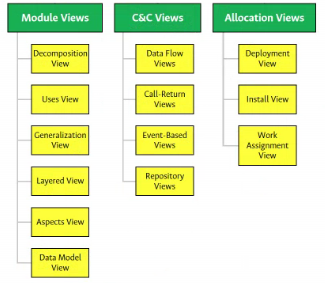 Module Views
Decomposition
View
Uses View
Generalization
View
Layered View
Aspects View
Data Model
View
C&C Views
Data Flow
Views
Call-Return
Views
Event-Based
Views
Repository
Views
Allocation Views
Deployment
View
Install View
Work
Assignment
View